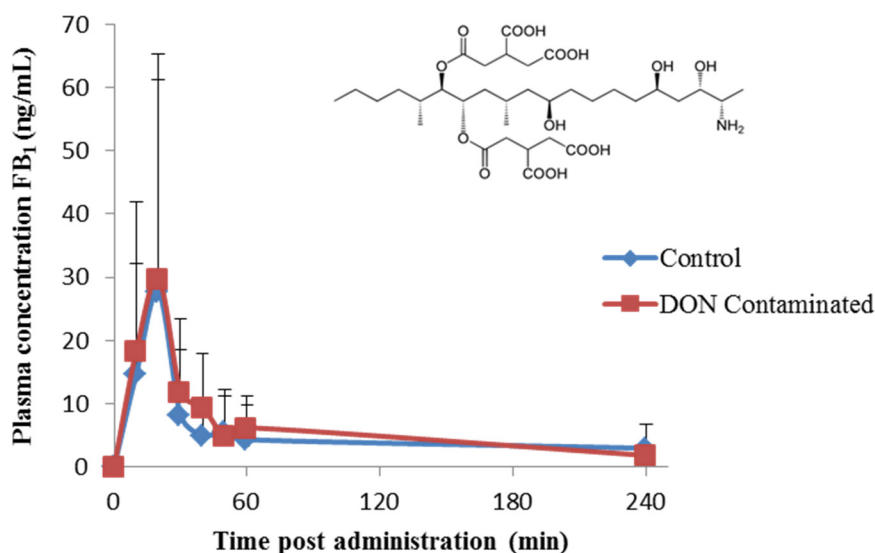 Plasma concentration FB1 (ng/mL)
70
60
50
40
30
20
10
0
O
COOH
COOH
O
OH
OH
OH
NH2
O
COOH
O
COOH
Control
DON Contaminated
0
60
120
180
240
Time post administration (min)